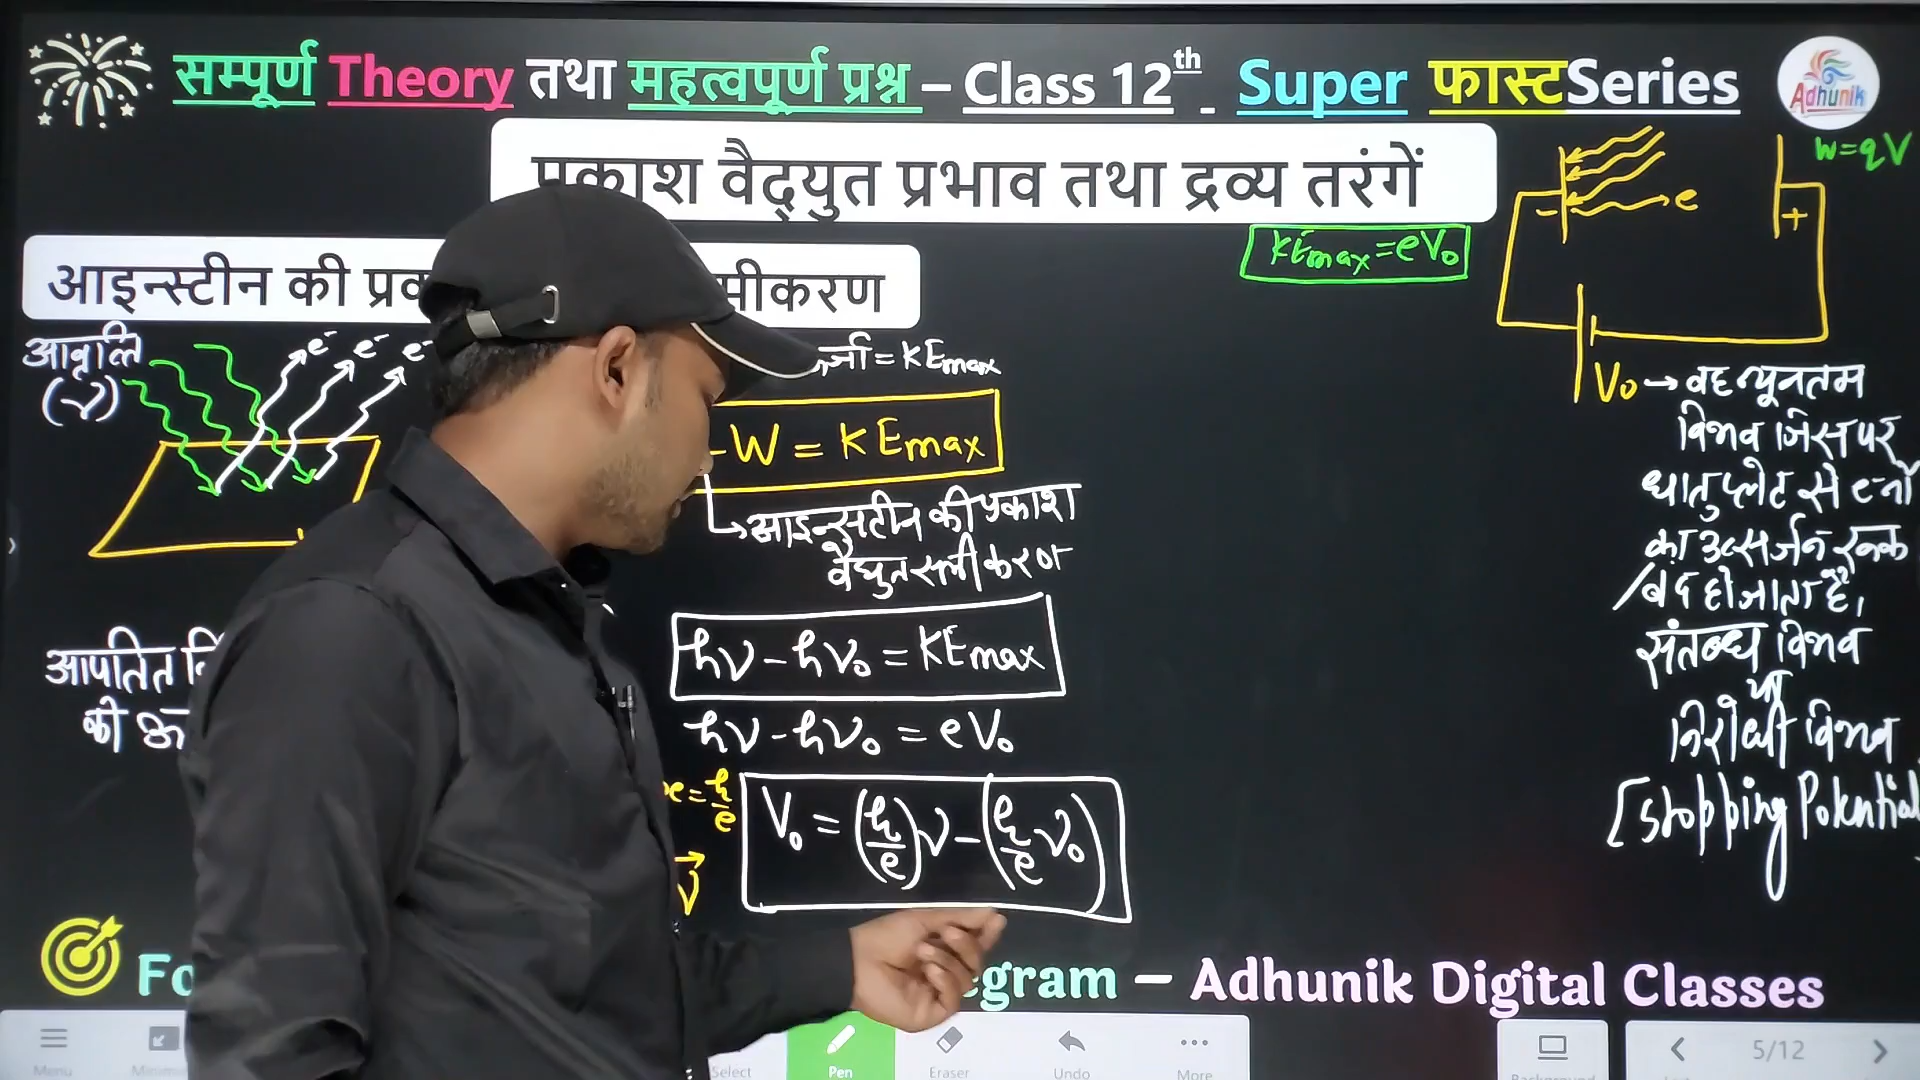 सम्पूर्ण Theory तथा महत्वपूर्ण प्रश्न – Class 12th - Super फास्टSeries
Adhunik
प्रकाश वैद्युत प्रभाव तथा द्रव्य तरंगें
W=qV
- e +
KEmax=eV₀
आइन्स्टीन की मीकरण
आवृत्ति
(ν)
e⁻ e⁻ e⁻
र्जा = KEmax
-W = KEmax
→आइन्सटीन की प्रकाश
वैद्युत समीकरण
hν-hν₀ = KEmax
hν-hν₀ = eV₀
e = h/e
V₀ = (h/e)ν-(h/e ν₀)
ν
आपतित
की
V₀→ वह न्यूनतम
विभव जिस पर
धातु प्लेट से e-नों
का उत्सर्जन रूक
/बंद हो जाता है,
संतब्ध विभव
या
निरोधी विभव
[Stopping Potential
Fo egram – Adhunik Digital Classes
Menu Select Pen Eraser Undo More 5/12